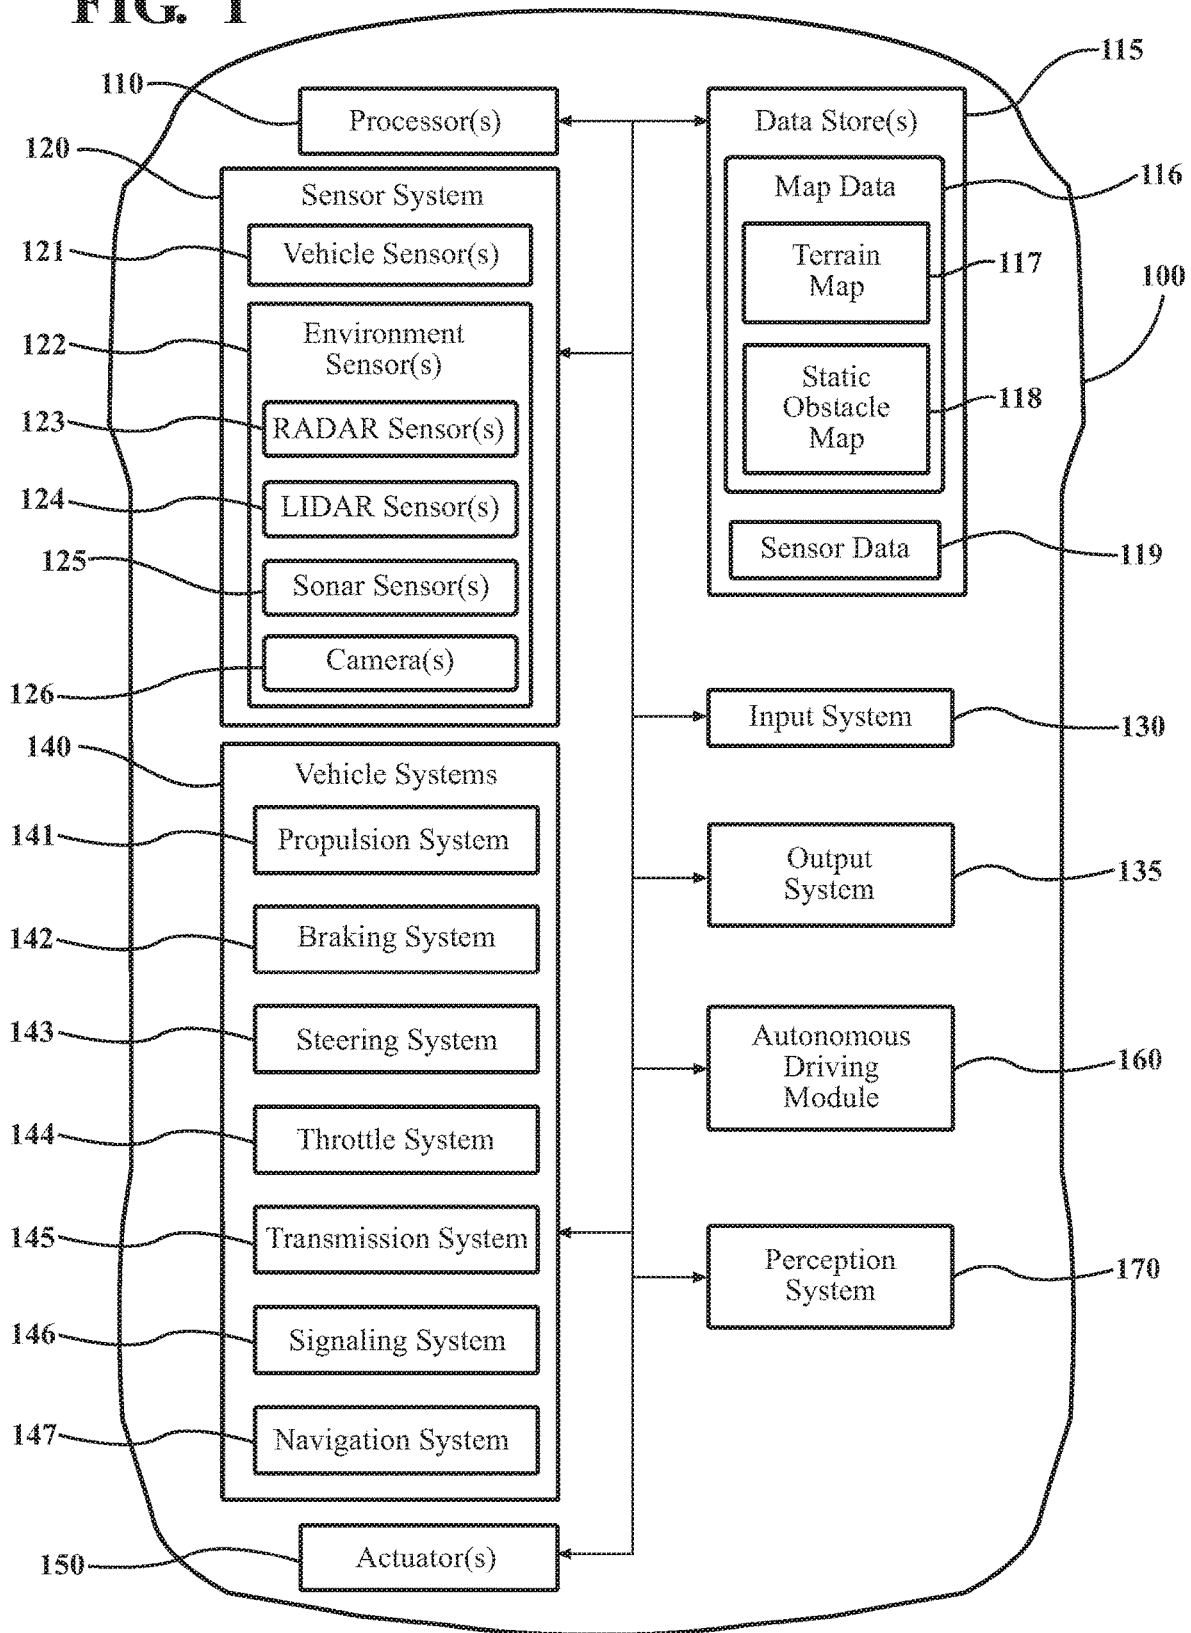 FIG. 1
110
Processor(s)
120
Sensor System
121
Vehicle Sensor(s)
122
Environment
Sensor(s)
123
RADAR Sensor(s)
124
LIDAR Sensor(s)
125
Sonar Sensor(s)
126
Camera(s)
140
Vehicle Systems
141
Propulsion System
142
Braking System
143
Steering System
144
Throttle System
145
Transmission System
146
Signaling System
147
Navigation System
150
Actuator(s)
115
Data Store(s)
116
Map Data
117
Terrain
Map
100
118
Static
Obstacle
Map
119
Sensor Data
130
Input System
135
Output
System
160
Autonomous
Driving
Module
170
Perception
System